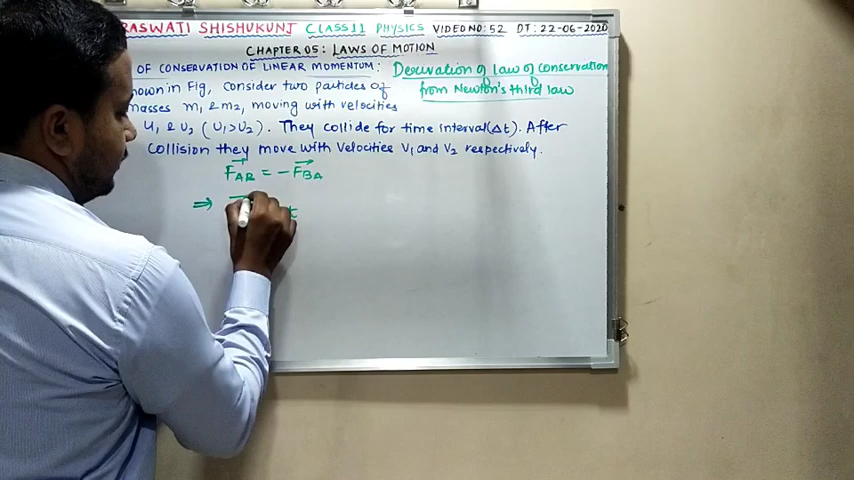 RASWATI SHISHUKUNJ CLASS 11 PHYSICS VIDEO NO: 52 DT: 22-06-2020
CHAPTER 05: LAWS OF MOTION
OF CONSERVATION OF LINEAR MOMENTUM: Derivation of law of conservation
from Newton's third law
hown in Fig, Consider two particles of
masses m₁ & m₂, moving with velocities
U₁ & U₂ (U₁>U₂). They collide for time interval(Δt). After
Collision they move with Velocities V₁ and V₂ respectively.
F⃗_AB = -F⃗_BA
⇒ t